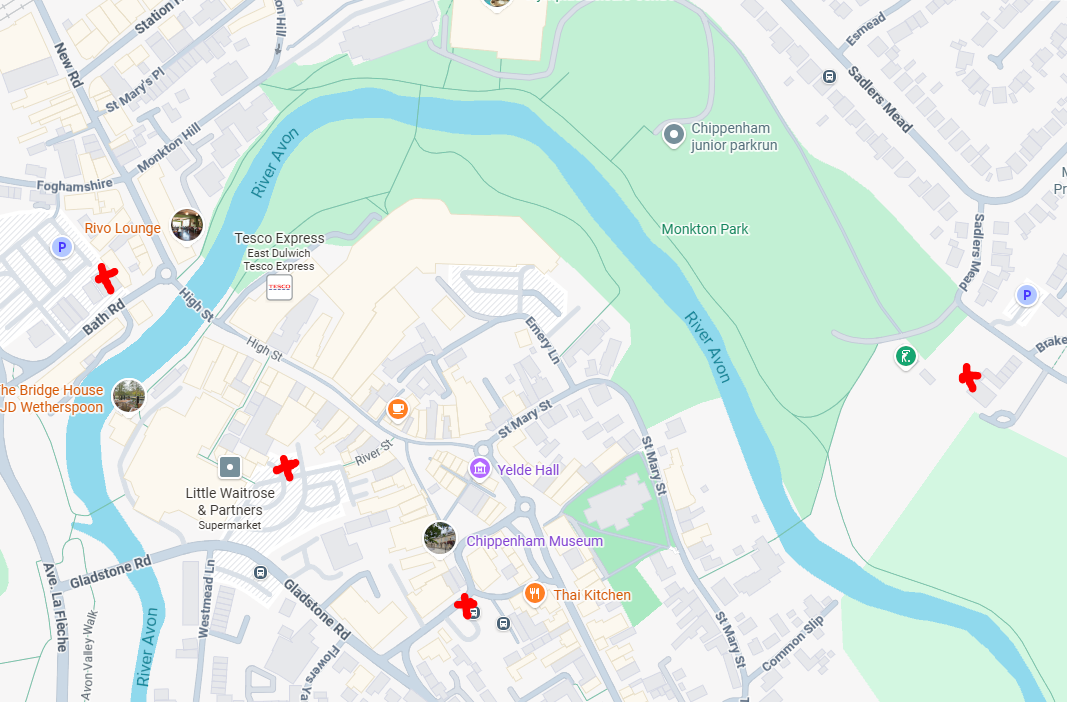 Station Hill
New Rd
St Mary's Pl
Monkton Hill
Foghamshire
River Avon
Rivo Lounge
P
Bath Rd
Tesco Express
East Dulwich
Tesco Express
TESCO
High St
High St
Chippenham
junior parkrun
Monkton Park
Esmead
Sadlers Mead
Sadlers Mead
P
River Avon
Emery Ln
The Bridge House
JD Wetherspoon
River St
St Mary St
Yelde Hall
St Mary St
Little Waitrose
& Partners
Supermarket
Chippenham Museum
Thai Kitchen
Gladstone Rd
Gladstone Rd
Ave. La Flèche
Westmead Ln
Avon Valley Walk
River Avon
St Mary St
Common Slip